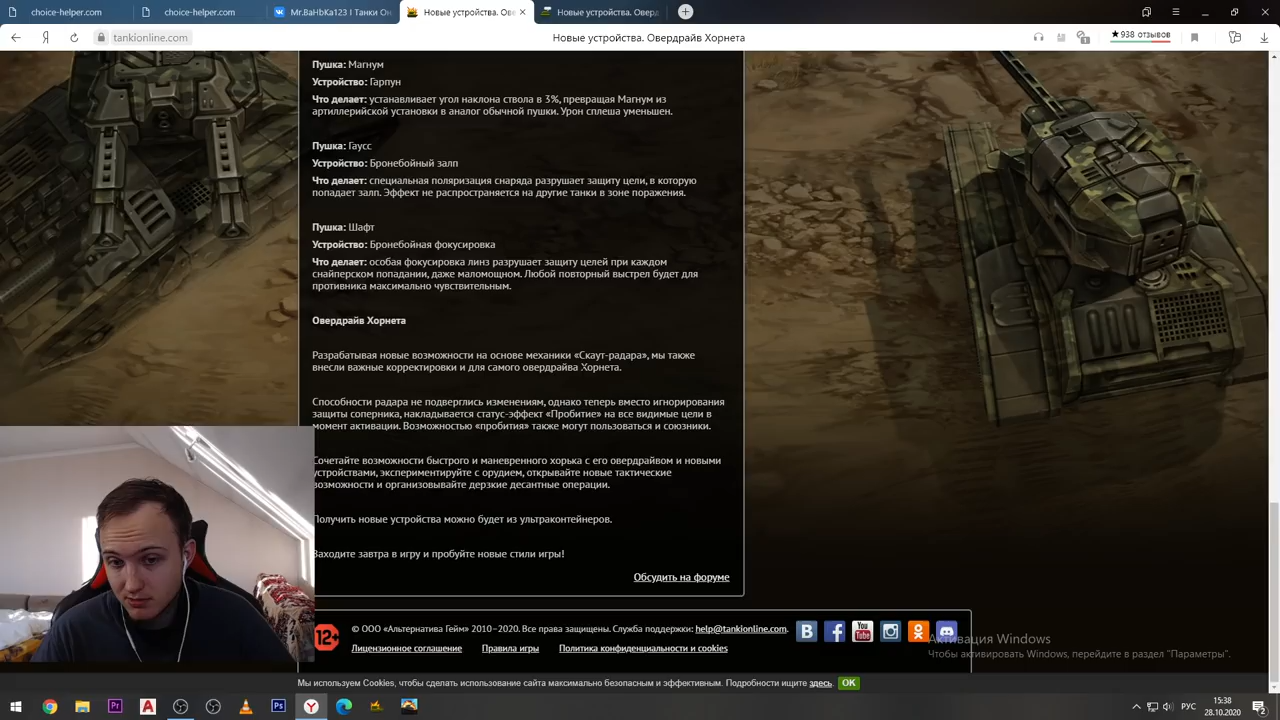 choice-helper.com
choice-helper.com
Mr.BAhbKa123 I Танки
Новые устройства. Ове
Новые устройства. Оверд
tankionline.com
Новые устройства. Овердрайв Хорнета
★938 отзывов
Пушка: Магнум
Устройство: Гарпун
Что делает: устанавливает угол наклона ствола в 3%, превращая Магнум из
артиллерийской установки в аналог обычной пушки. Урон сплеша уменьшен.
Пушка: Гаусс
Устройство: Бронебойный залп
Что делает: специальная поляризация снаряда разрушает защиту цели, в которую
попадает залп. Эффект не распространяется на другие танки в зоне поражения.
Пушка: Шафт
Устройство: Бронебойная фокусировка
Что делает: особая фокусировка линз разрушает защиту целей при каждом
снайперском попадании, даже маломощном. Любой повторный выстрел будет для
противника максимально чувствительным.
Овердрайв Хорнета
Разрабатывая новые возможности на основе механики «Скаут-радара», мы также
внесли важные корректировки и для самого овердрайва Хорнета.
Способности радара не подверглись изменениям, однако теперь вместо игнорирования
защиты соперника, накладывается статус-эффект «Пробитие» на все видимые цели в
момент активации. Возможностью «пробития» также могут пользоваться и союзники.
Сочетайте возможности быстрого и маневренного хорька с его овердрайвом и новыми
устройствами, экспериментируйте с орудием, открывайте новые тактические
возможности и организовывайте дерзкие десантные операции.
Получить новые устройства можно будет из ультраконтейнеров.
Заходите завтра в игру и пробуйте новые стили игры!
Обсудить на форуме
12+
© ООО «Альтернатива Гейм» 2010–2020. Все права защищены. Служба поддержки: help@tankionline.com.
Лицензионное соглашение Правила игры Политика конфиденциальности и cookies
You Tube
Активация Windows
Чтобы активировать Windows, перейдите в раздел "Параметры".
Мы используем Cookies, чтобы сделать использование сайта максимально безопасным и эффективным. Подробности ищите здесь OK
15:38
28.10.2020